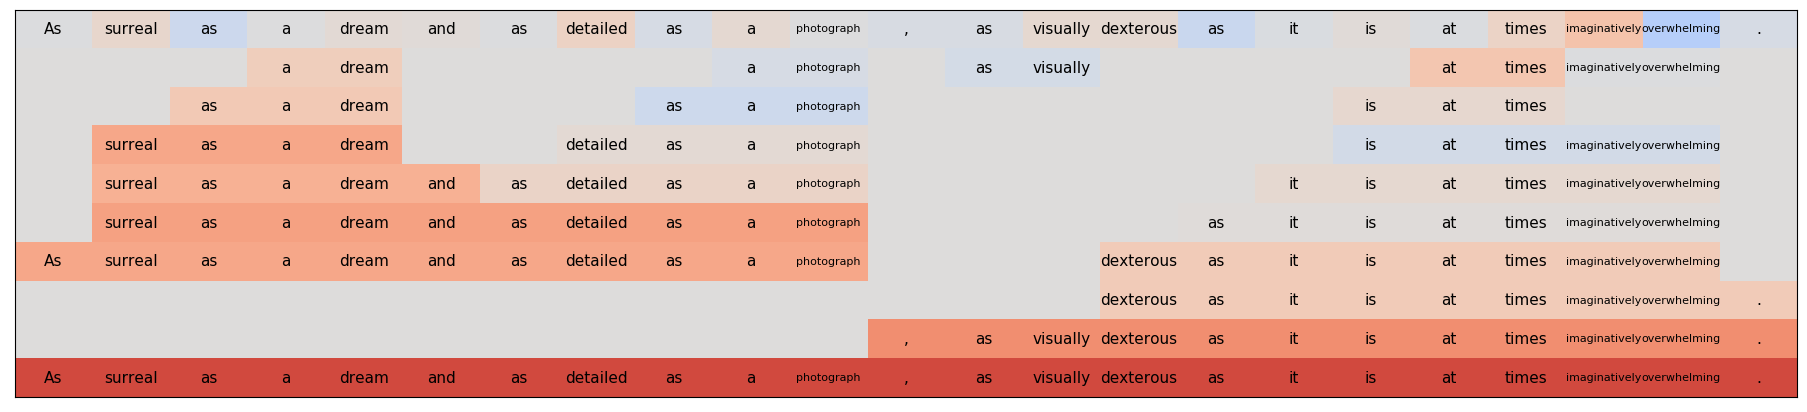 As surreal as a dream and as detailed as a photograph , as visually dexterous as it is at times imaginatively overwhelming .
a dream a photograph as visually at times imaginatively overwhelming
as a dream as a photograph is at times
surreal as a dream detailed as a photograph is at times imaginatively overwhelming
surreal as a dream and as detailed as a photograph it is at times imaginatively overwhelming
surreal as a dream and as detailed as a photograph as it is at times imaginatively overwhelming
As surreal as a dream and as detailed as a photograph dexterous as it is at times imaginatively overwhelming
dexterous as it is at times imaginatively overwhelming .
, as visually dexterous as it is at times imaginatively overwhelming .
As surreal as a dream and as detailed as a photograph , as visually dexterous as it is at times imaginatively overwhelming .